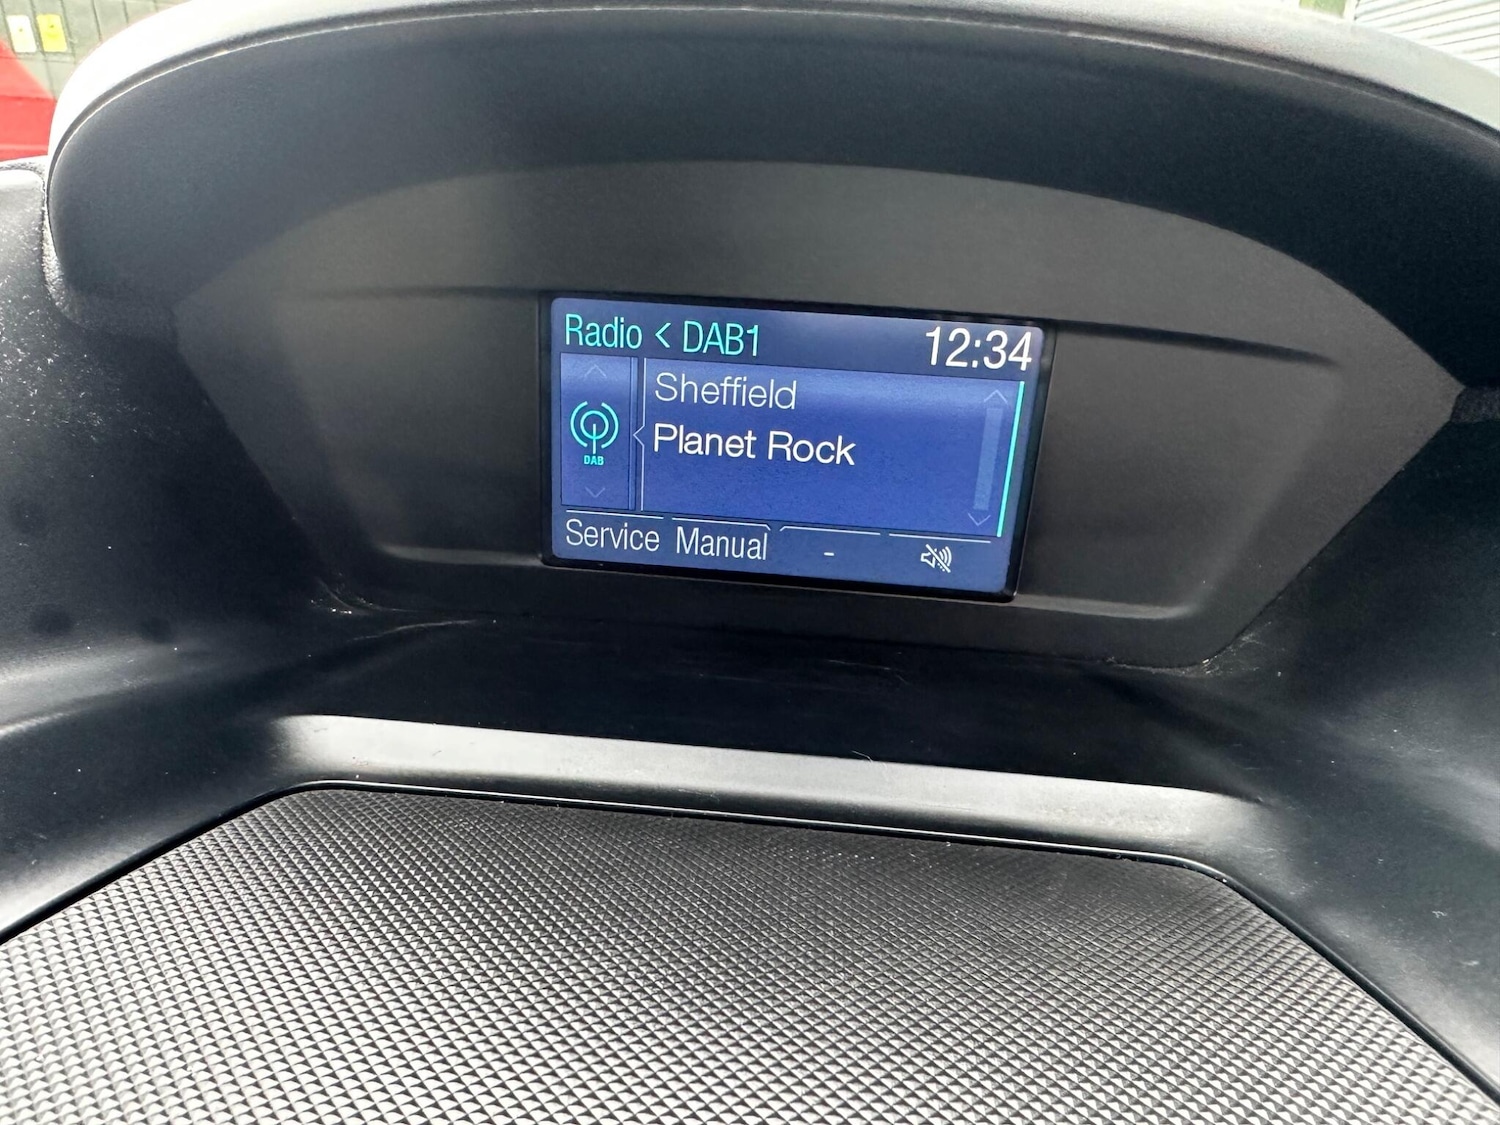 Radio < DAB1 12:34
Sheffield
Planet Rock
DAB
Service Manual -